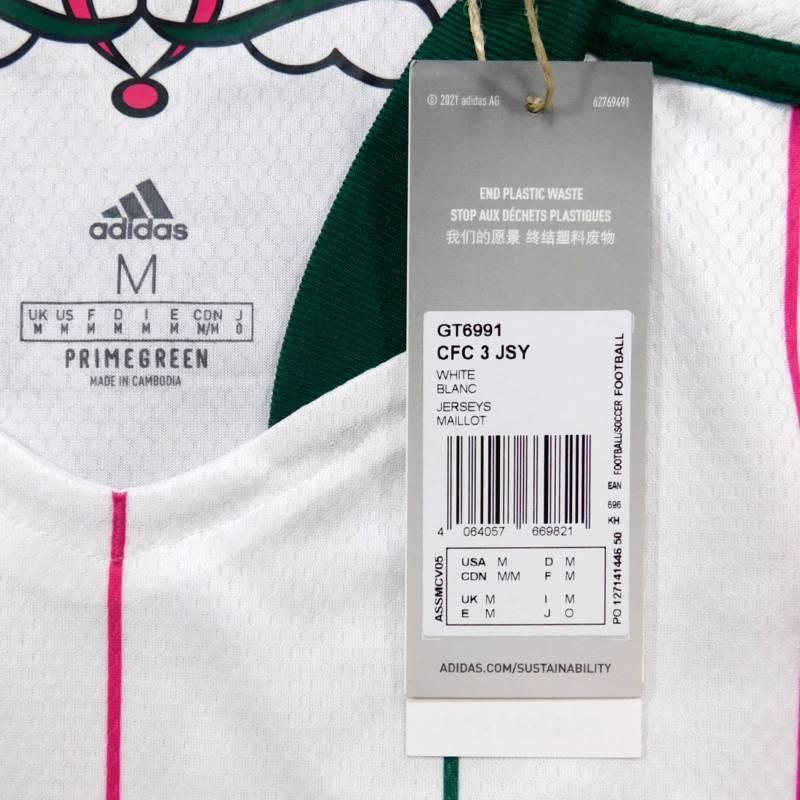 adidas
M
UK US F D I E CDN J
M M M M M M M/M O
PRIMEGREEN
MADE IN CAMBODIA
© 2021 adidas AG 62769491
END PLASTIC WASTE
STOP AUX DÉCHETS PLASTIQUES
我们的愿景 终结塑料废物
GT6991
CFC 3 JSY
WHITE
BLANC
JERSEYS
MAILLOT
4 064057 669821
ASSMCV05
USA M D M
CDN M/M F M
UK M I M
E M J O
FOOTBALL/SOCCER FOOTBALL
EAN
696
KH
PO 127141446 50
ADIDAS.COM/SUSTAINABILITY